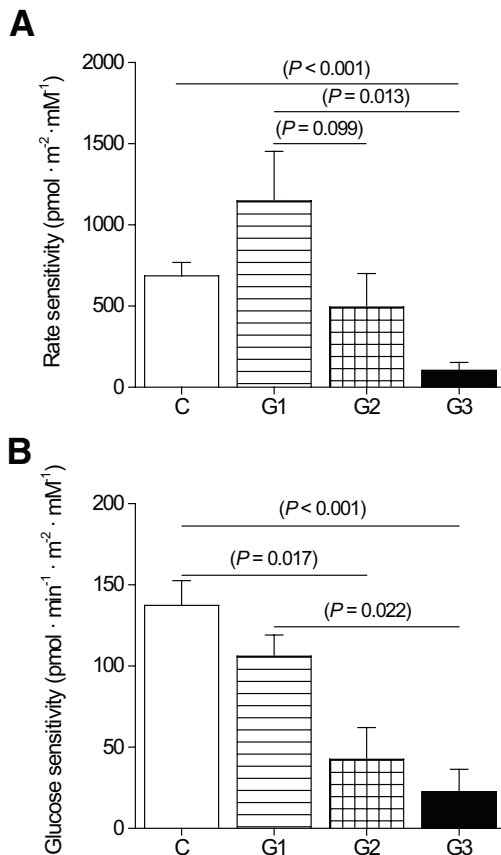 A
Rate sensitivity (pmol · m⁻² · mM⁻¹)
2000
1500
1000
500
0
(P < 0.001)
(P = 0.013)
(P = 0.099)
C G1 G2 G3
B
Glucose sensitivity (pmol · min⁻¹ · m⁻² · mM⁻¹)
200
150
100
50
0
(P < 0.001)
(P = 0.017)
(P = 0.022)
C G1 G2 G3